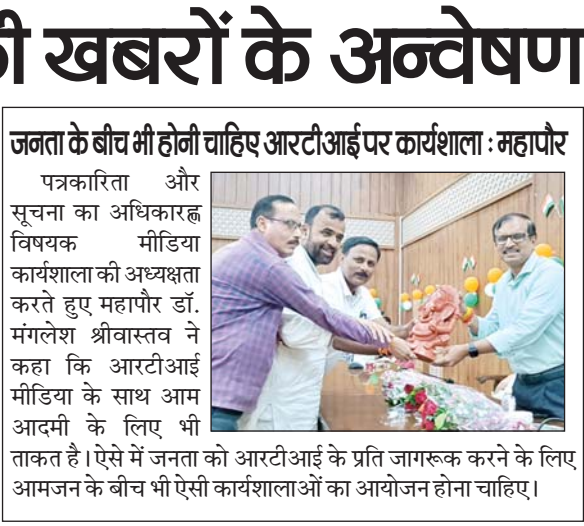 खबरों के अन्वेषण
जनता के बीच भी होनी चाहिए आरटीआई पर कार्यशाला : महापौर
पत्रकारिता और
सूचना का अधिकारह्ल
विषयक मीडिया
कार्यशाला की अध्यक्षता
करते हुए महापौर डॉ.
मंगलेश श्रीवास्तव ने
कहा कि आरटीआई
मीडिया के साथ आम
आदमी के लिए भी
ताकत है। ऐसे में जनता को आरटीआई के प्रति जागरूक करने के लिए
आमजन के बीच भी ऐसी कार्यशालाओं का आयोजन होना चाहिए।